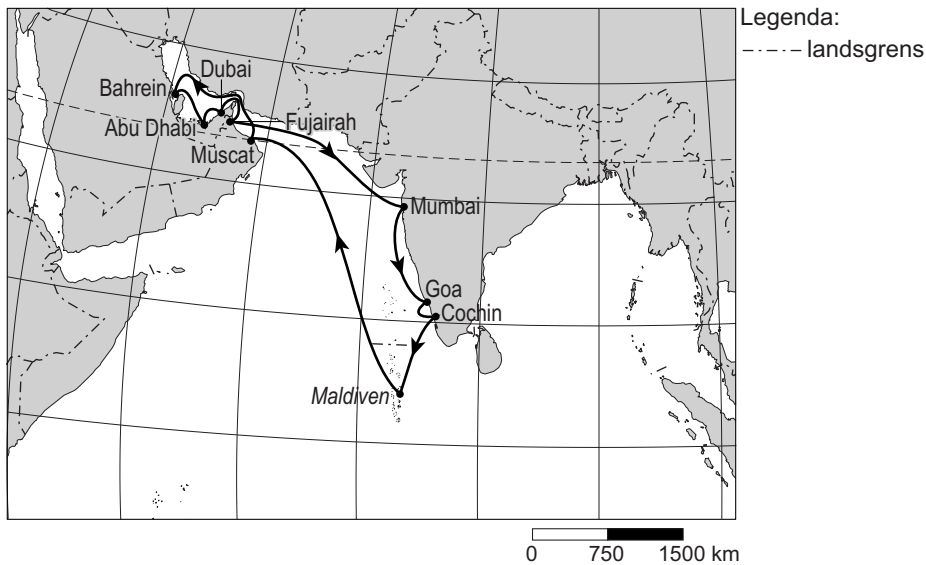 Legenda:
landsgrens
Dubai
Bahrein
Abu Dhabi
Fujairah
Muscat
Mumbai
Goa
Cochin
Maldiven
0 750 1500 km